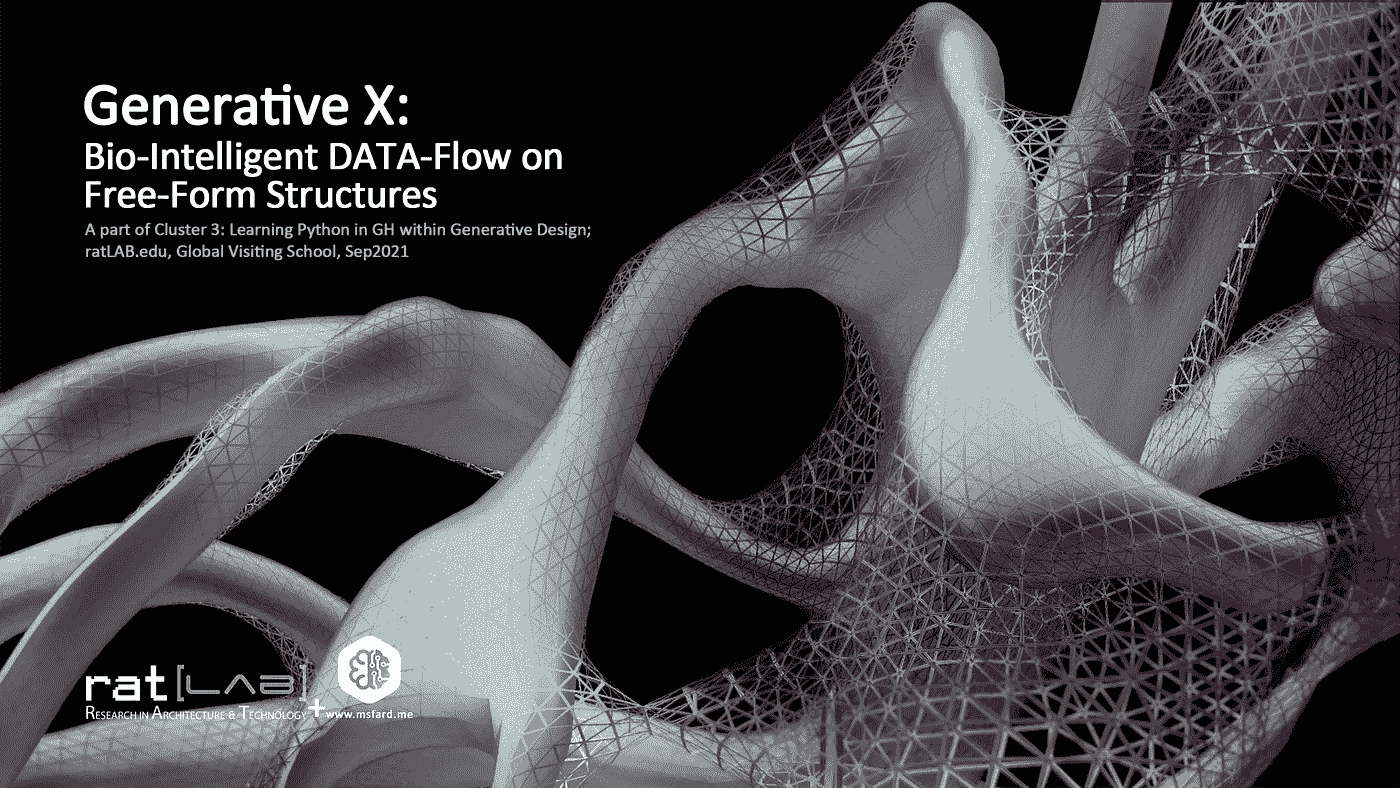 Generative X:
Bio-Intelligent DATA-Flow on
Free-Form Structures
A part of Cluster 3: Learning Python in GH within Generative Design;
ratLAB.edu, Global Visiting School, Sep2021
rat[LAB]
Research in Architecture & Technology + www.msfard.me